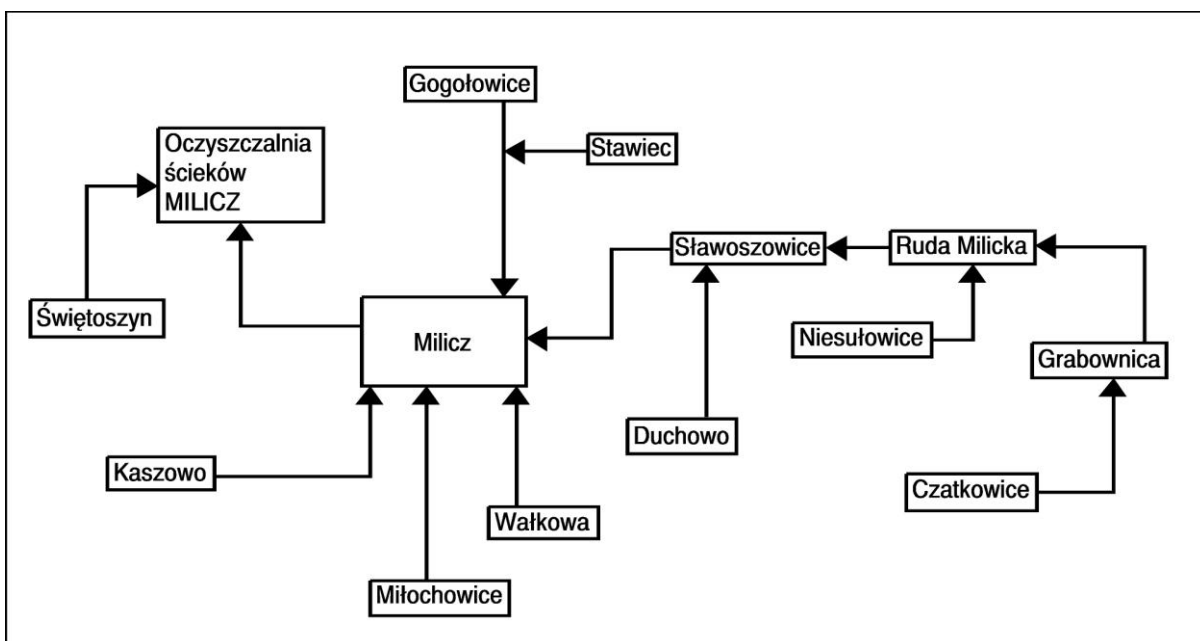 Gogołowice
Oczyszczalnia
ścieków
MILICZ
Stawiec
Sławoszowice
Ruda Milicka
Świętoszyn
Milicz
Niesułowice
Grabownica
Duchowo
Kaszowo
Czatkowice
Wałkowa
Miłochowice